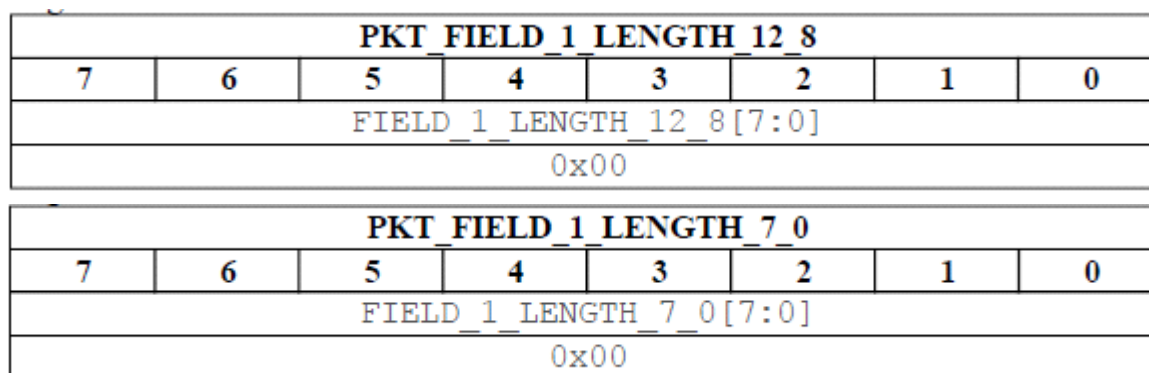 PKT_FIELD_1_LENGTH_12_8
7 6 5 4 3 2 1 0
FIELD_1_LENGTH_12_8[7:0]
0x00
PKT_FIELD_1_LENGTH_7_0
7 6 5 4 3 2 1 0
FIELD_1_LENGTH_7_0[7:0]
0x00